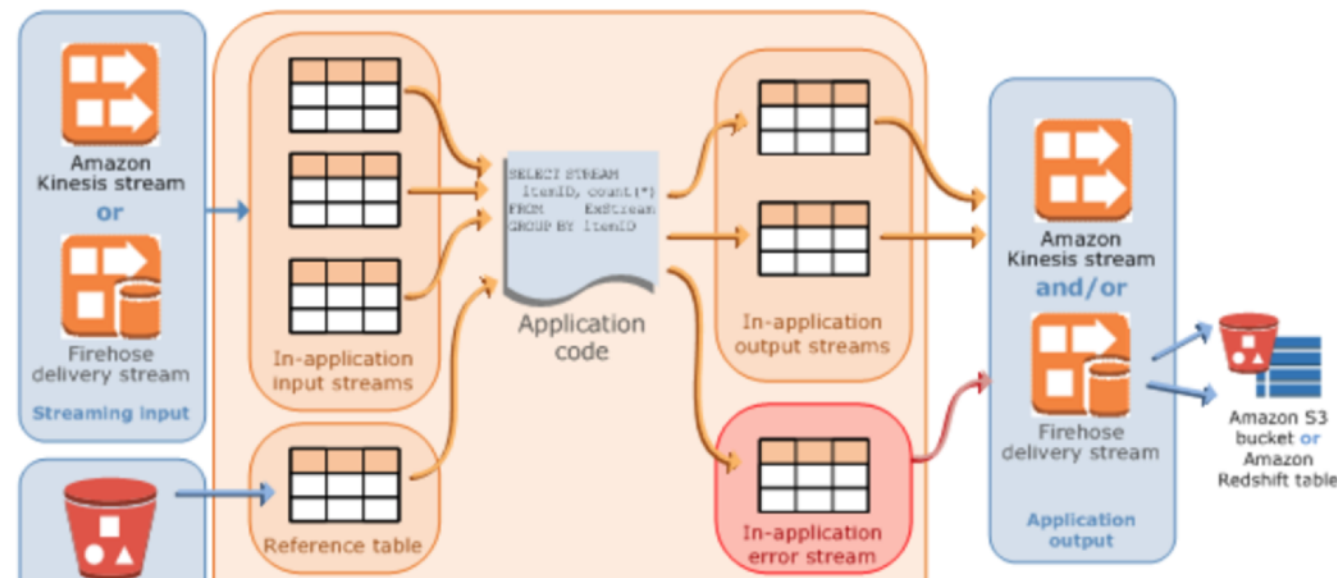 Amazon
Kinesis stream
or
Firehose
delivery stream
Streaming input
In-application
input streams
Reference table
SELECT STREAM
ItemID, count(*)
FROM ExStream
GROUP BY ItemID
Application
code
In-application
output streams
In-application
error stream
Amazon
Kinesis stream
and/or
Firehose
delivery stream
Application
output
Amazon S3
bucket or
Amazon
Redshift table